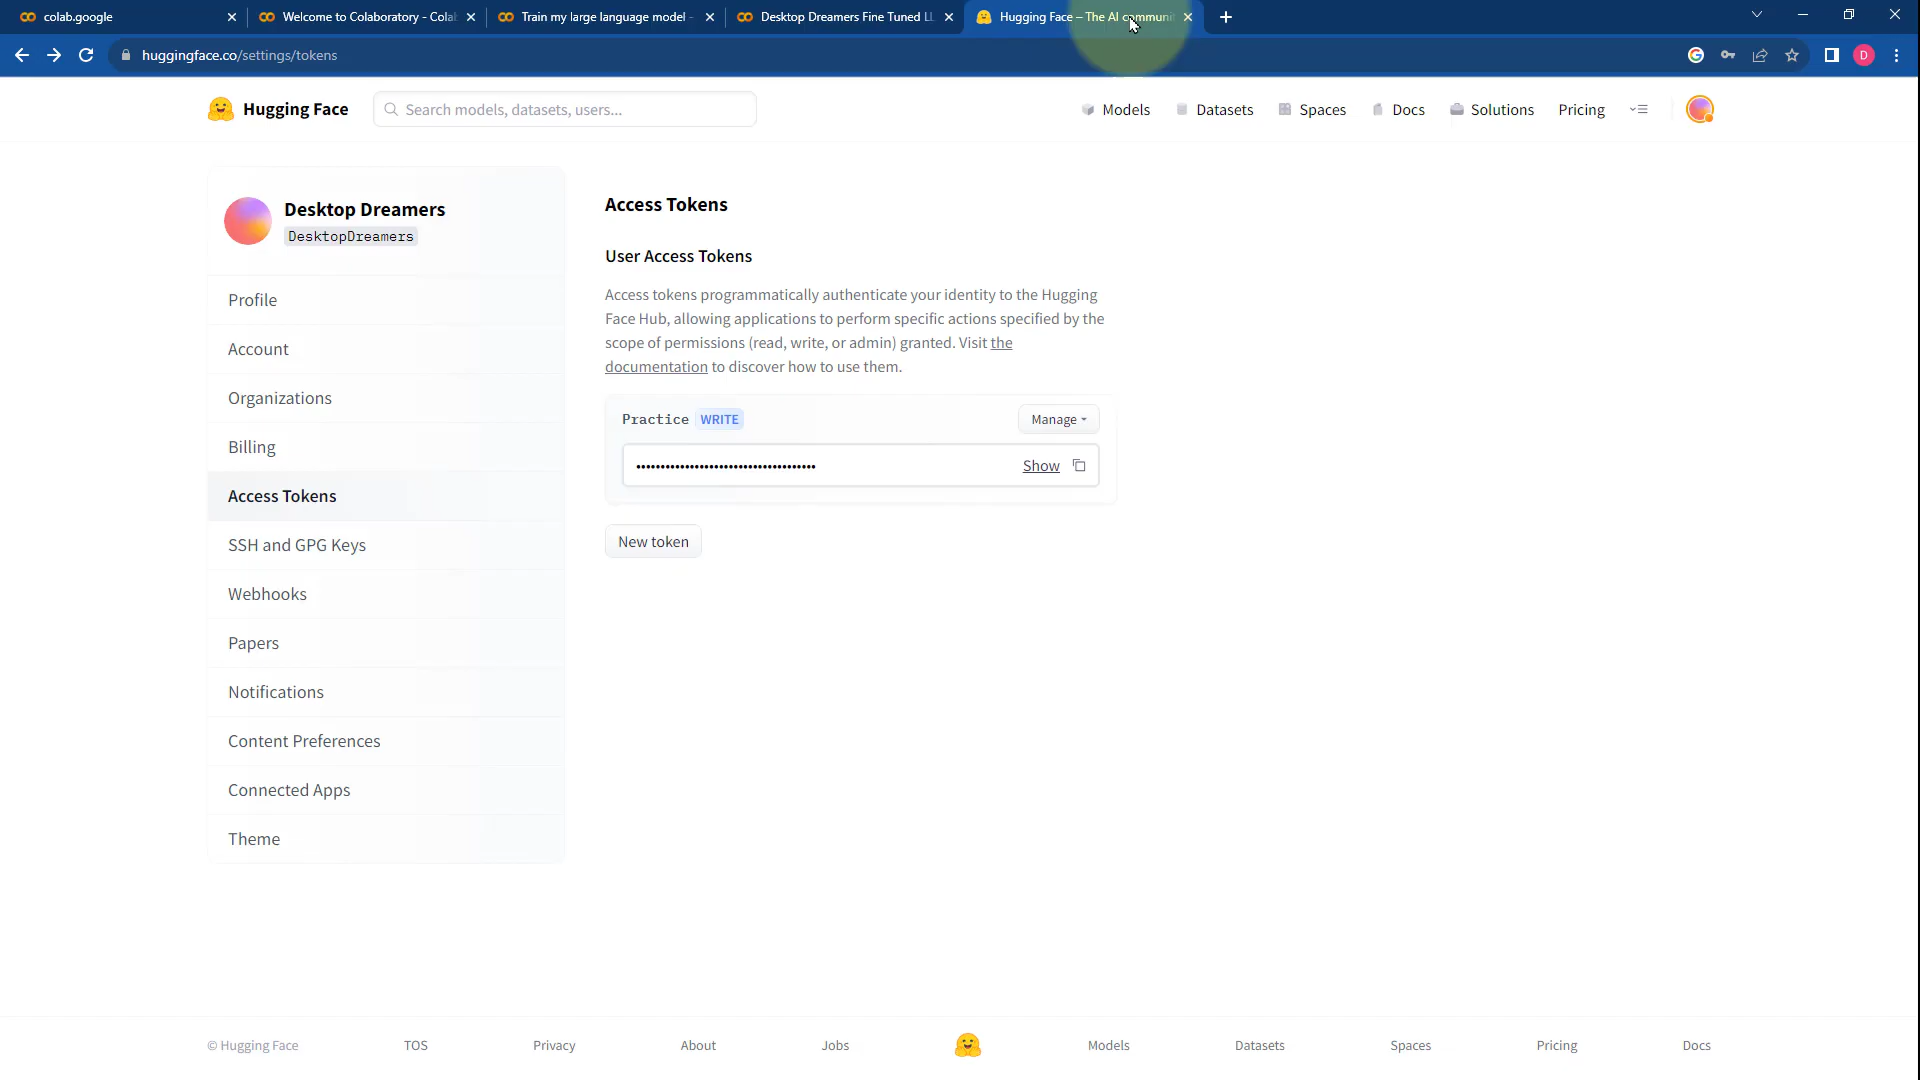 colab.google
Welcome to Colaboratory - Cola
Train my large language model -
Desktop Dreamers Fine Tuned LL
Hugging Face – The AI communi
huggingface.co/settings/tokens
D
Hugging Face
Search models, datasets, users...
Models
Datasets
Spaces
Docs
Solutions
Pricing
Desktop Dreamers
DesktopDreamers
Profile
Account
Organizations
Billing
Access Tokens
SSH and GPG Keys
Webhooks
Papers
Notifications
Content Preferences
Connected Apps
Theme
Access Tokens
User Access Tokens
Access tokens programmatically authenticate your identity to the Hugging
Face Hub, allowing applications to perform specific actions specified by the
scope of permissions (read, write, or admin) granted. Visit the
documentation to discover how to use them.
Practice WRITE
Manage
••••••••••••••••••••••••••••••••••••• Show
New token
© Hugging Face
TOS
Privacy
About
Jobs
Models
Datasets
Spaces
Pricing
Docs